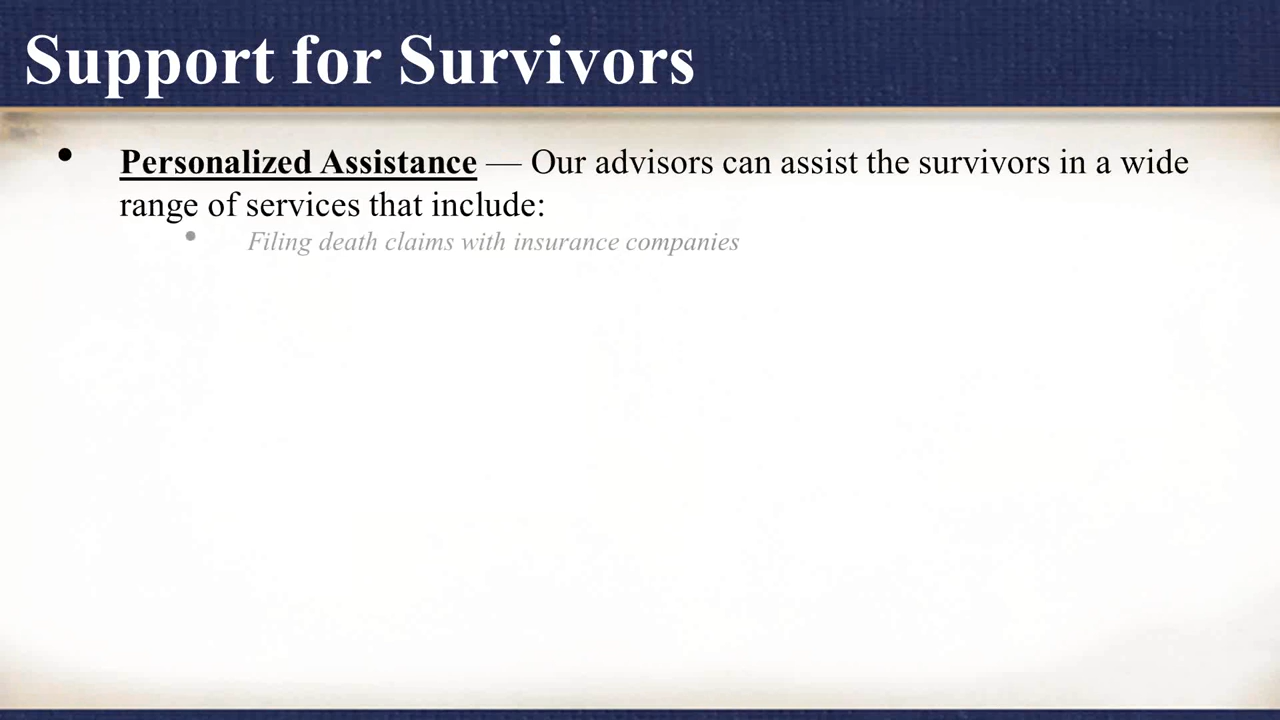 Support for Survivors
• Personalized Assistance — Our advisors can assist the survivors in a wide
range of services that include:
• Filing death claims with insurance companies